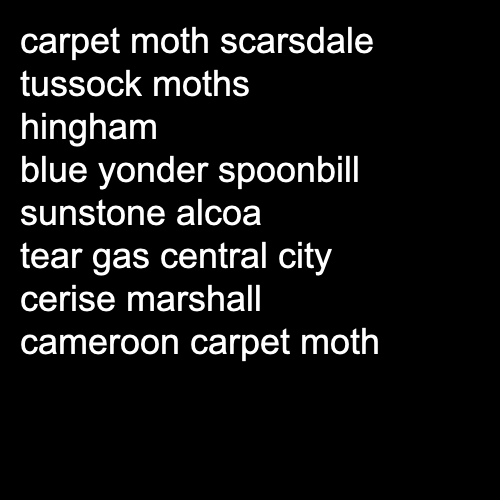 carpet moth scarsdale
tussock moths
hingham
blue yonder spoonbill
sunstone alcoa
tear gas central city
cerise marshall
cameroon carpet moth